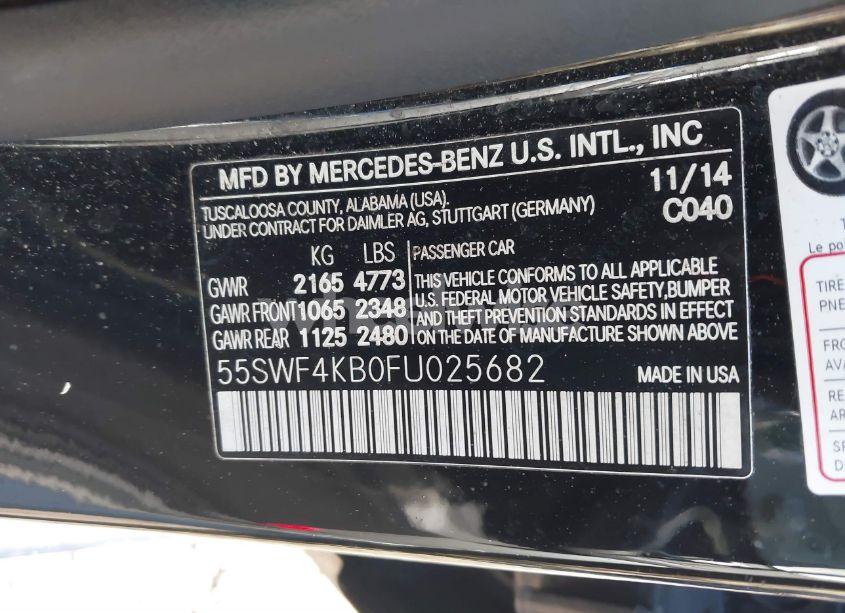 MFD BY MERCEDES-BENZ U.S. INTL., INC
TUSCALOOSA COUNTY, ALABAMA (USA). 11/14
UNDER CONTRACT FOR DAIMLER AG, STUTTGART (GERMANY) C040
KG LBS PASSENGER CAR
GVWR 2165 4773 THIS VEHICLE CONFORMS TO ALL APPLICABLE
GAWR FRONT 1065 2348 U.S. FEDERAL MOTOR VEHICLE SAFETY,BUMPER
GAWR REAR 1125 2480 AND THEFT PREVENTION STANDARDS IN EFFECT
ON THE DATE OF MANUFACTURE SHOWN ABOVE
55SWF4KB0FU025682 MADE IN USA
Le
TIRE